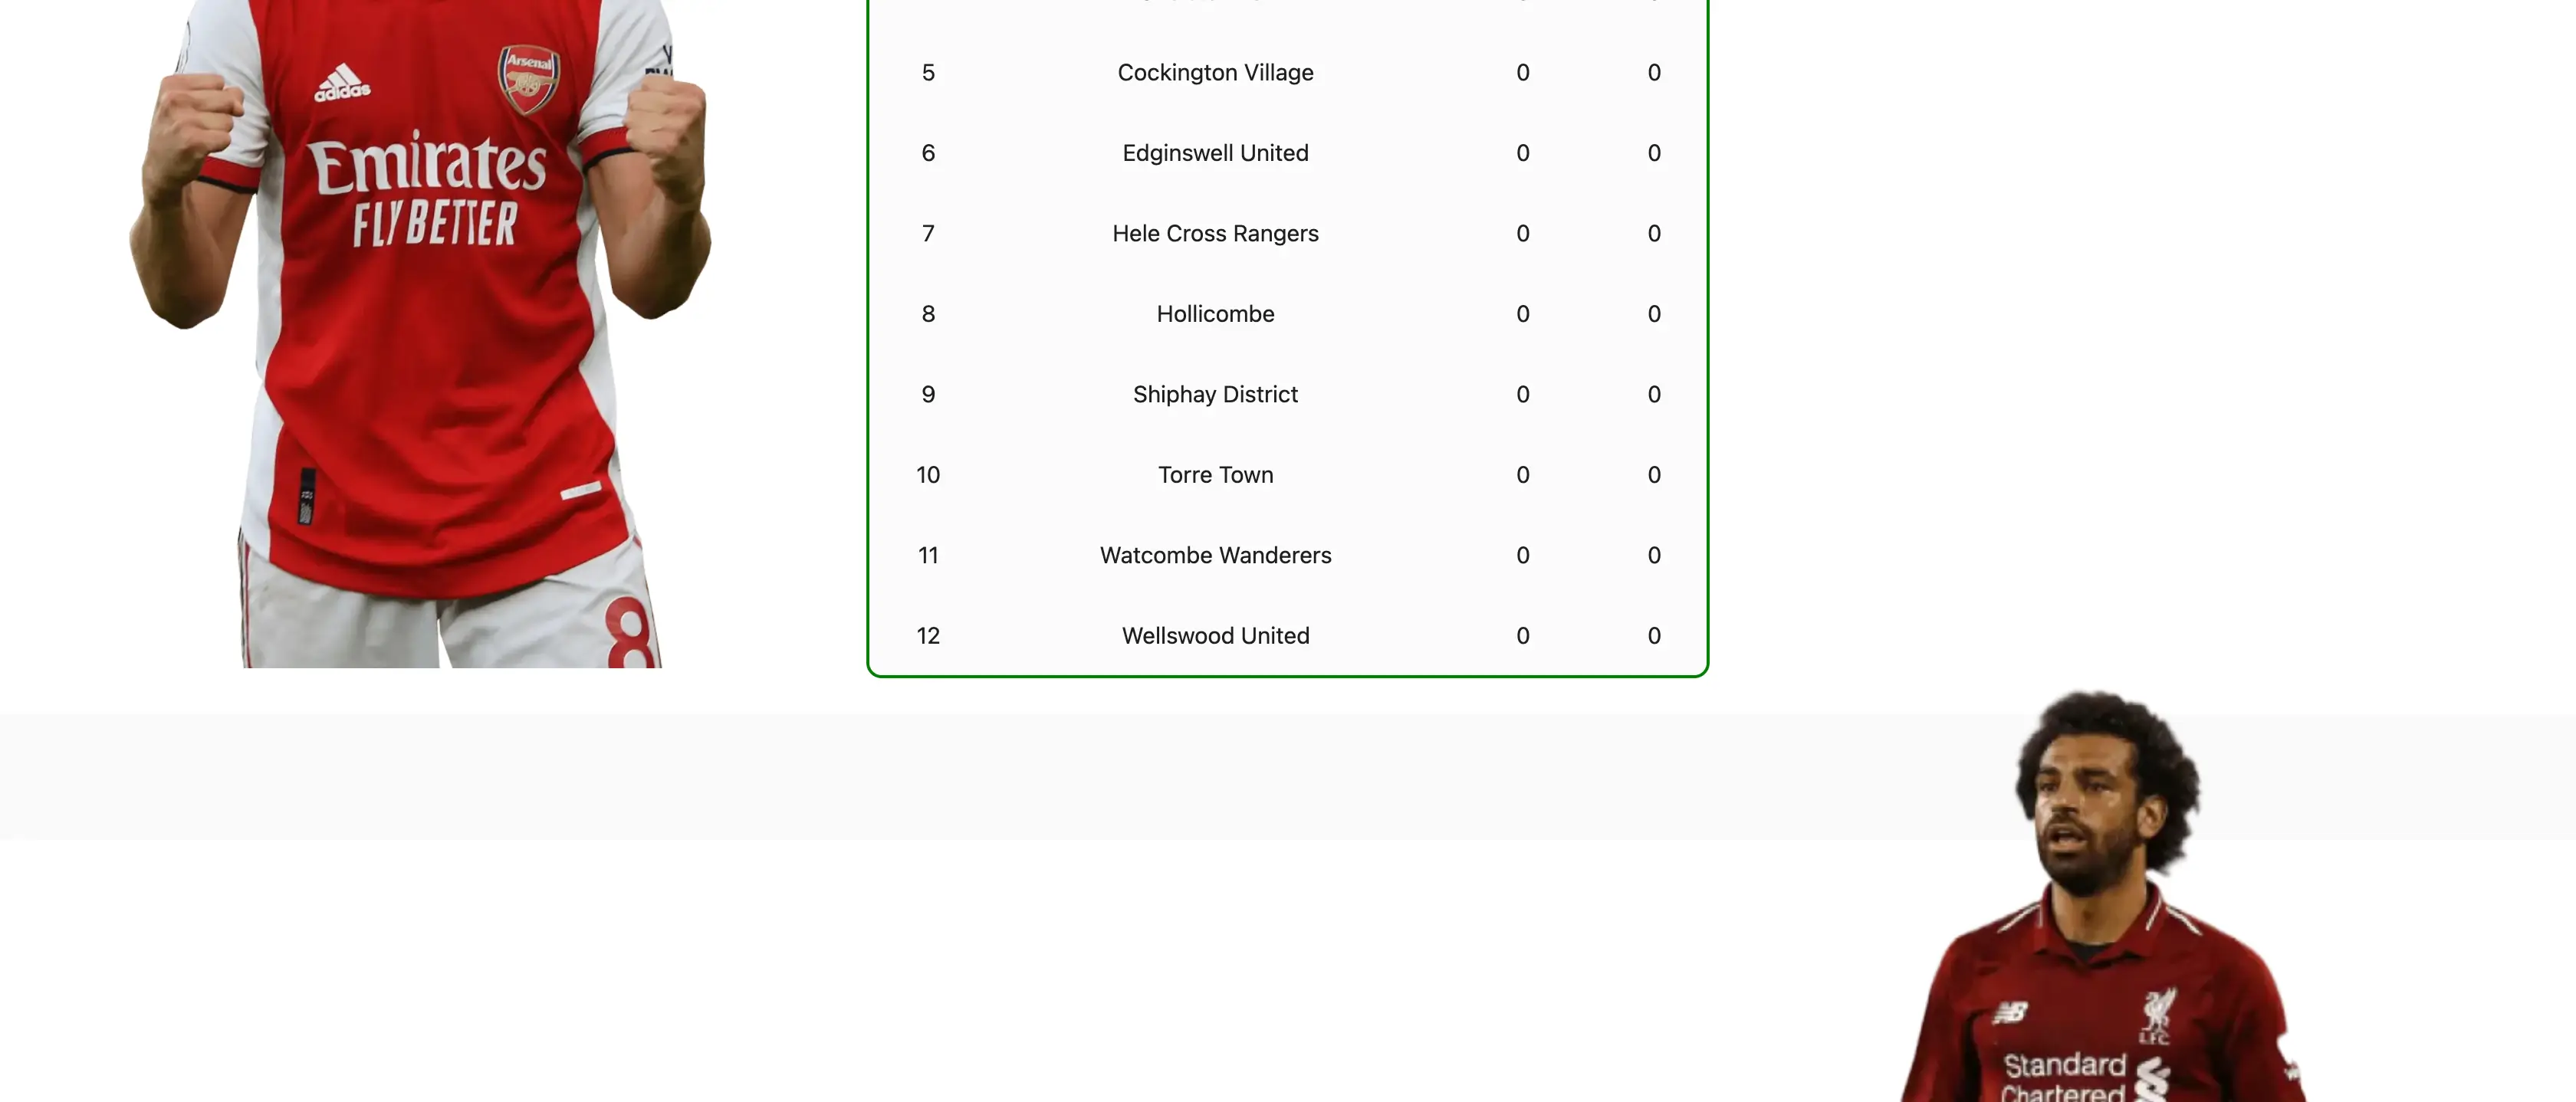 adidas
Arsenal
Emirates
FLY BETTER
8
5 Cockington Village 0 0
6 Edginswell United 0 0
7 Hele Cross Rangers 0 0
8 Hollicombe 0 0
9 Shiphay District 0 0
10 Torre Town 0 0
11 Watcombe Wanderers 0 0
12 Wellswood United 0 0
NB
L.F.C
Standard
Chartered